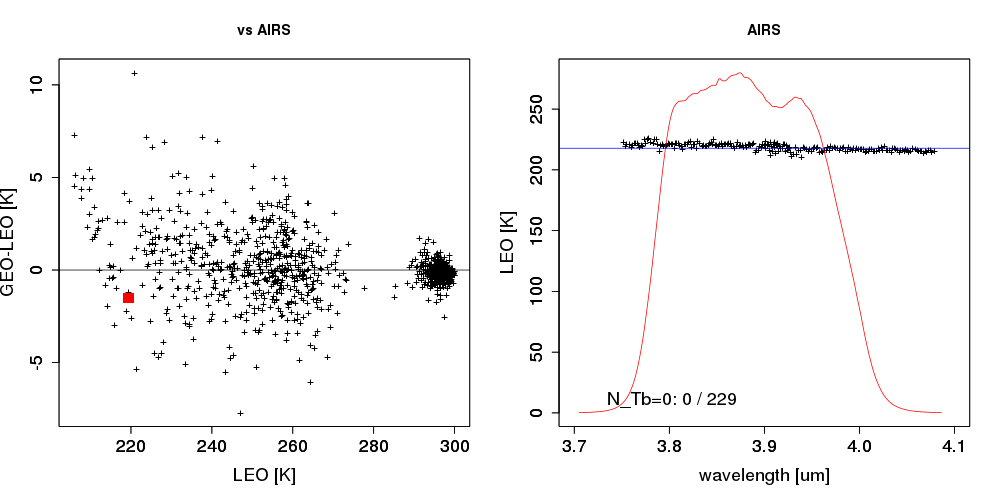 vs AIRS
GEO-LEO [K]
10
5
0
-5
220 240 260 280 300
LEO [K]
AIRS
LEO [K]
250
200
150
100
50
0
N_Tb=0: 0 / 229
3.7 3.8 3.9 4.0 4.1
wavelength [um]